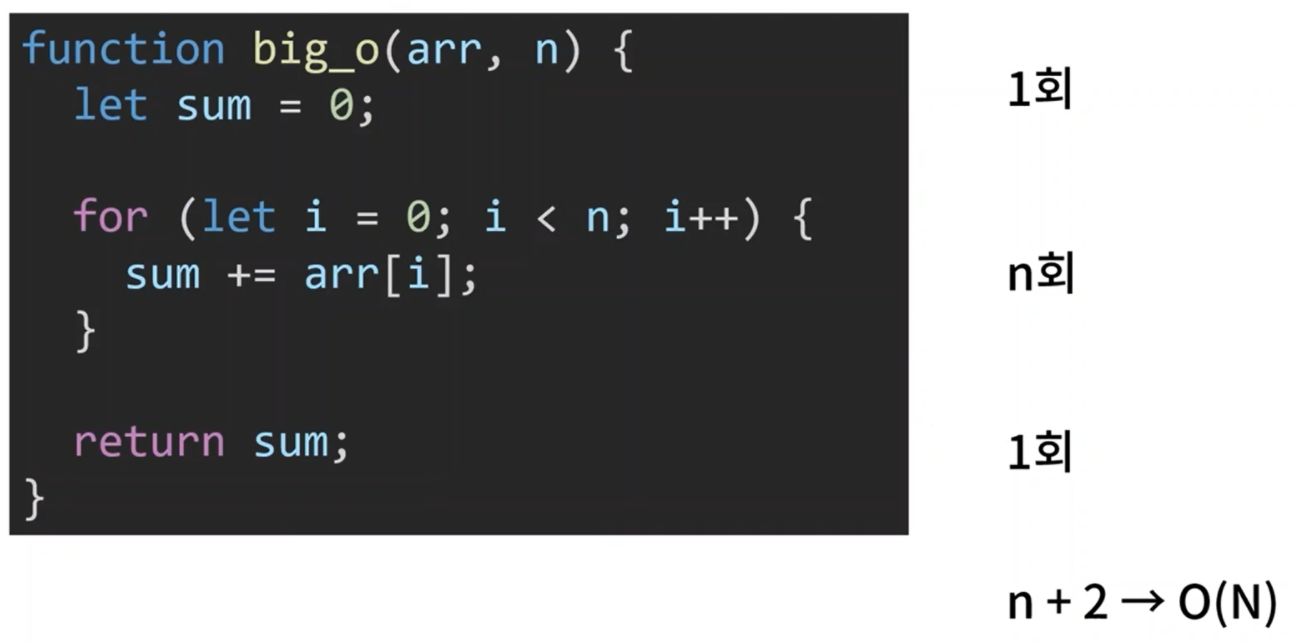 function big_o(arr, n) {
let sum = 0;
1회
for (let i = 0; i < n; i++) {
sum += arr[i];
n회
}
return sum;
1회
}
n + 2 → O(N)